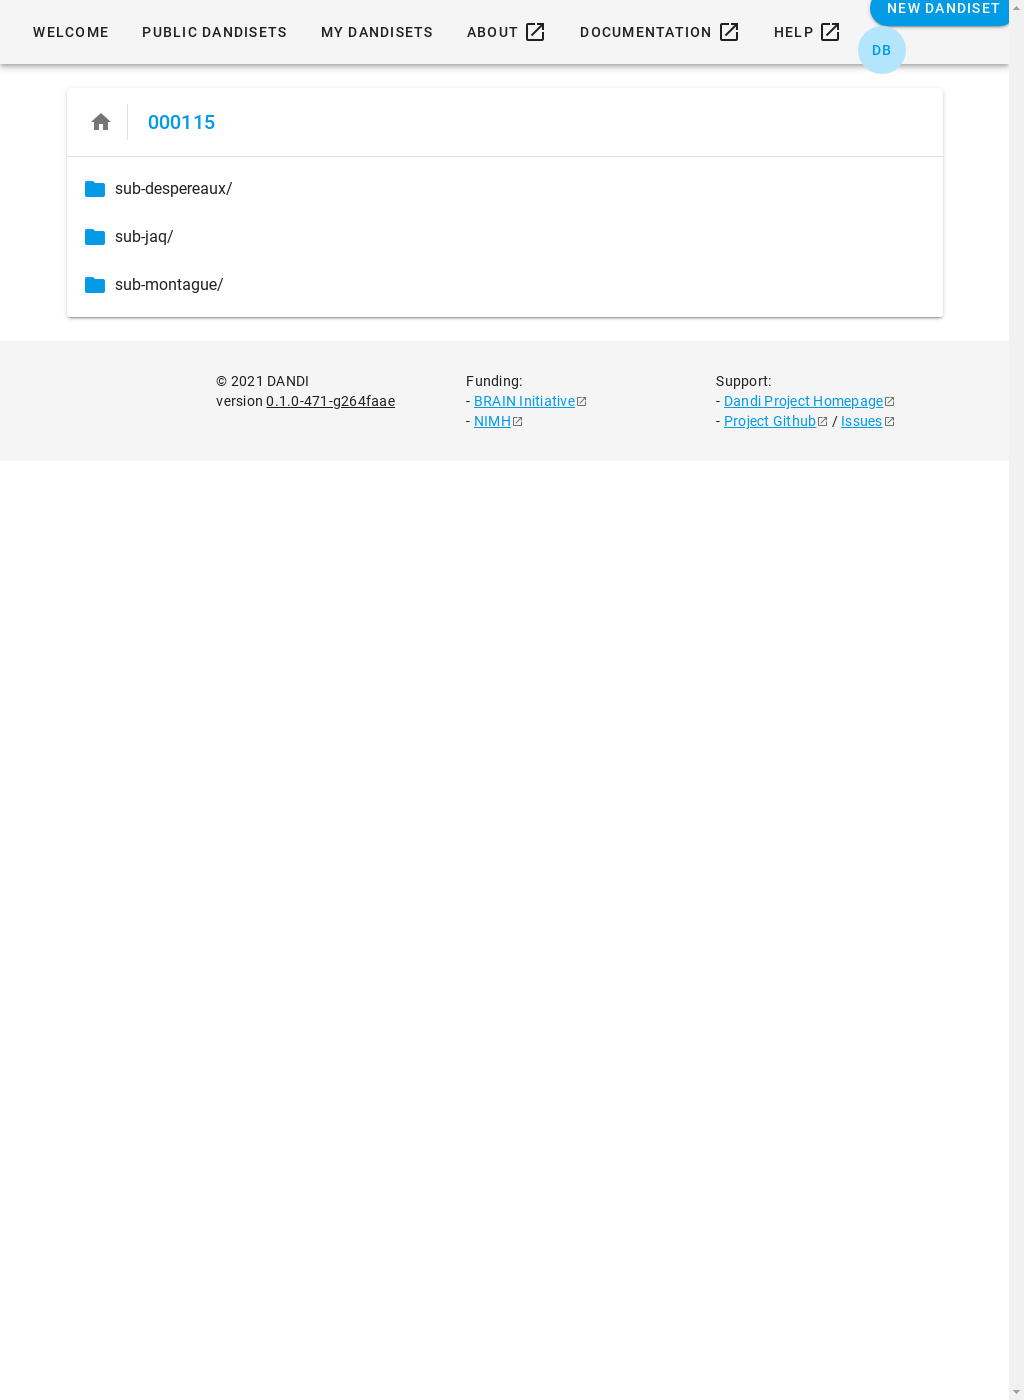 WELCOME PUBLIC DANDISETS MY DANDISETS ABOUT DOCUMENTATION HELP NEW DANDISET
DB
000115
sub-despereaux/
sub-jaq/
sub-montague/
© 2021 DANDI
version 0.1.0-471-g264faae
Funding:
- BRAIN Initiative
- NIMH
Support:
- Dandi Project Homepage
- Project Github / Issues